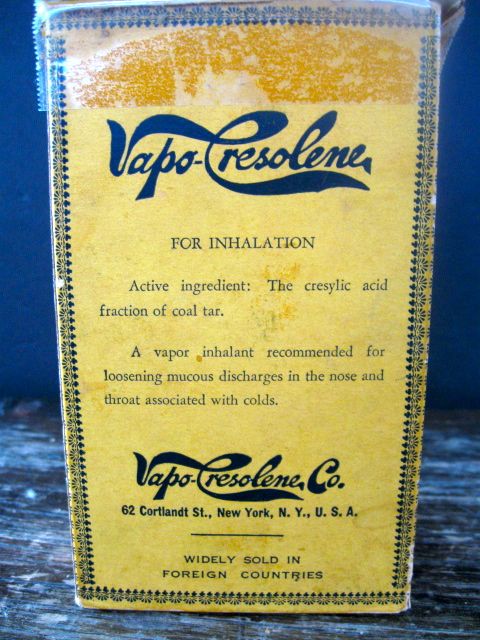 Vapo-Cresolene
FOR INHALATION
Active ingredient: The cresylic acid
fraction of coal tar.
A vapor inhalant recommended for
loosening mucous discharges in the nose and
throat associated with colds.
Vapo-Cresolene Co.
62 Cortlandt St., New York, N. Y., U. S. A.
WIDELY SOLD IN
FOREIGN COUNTRIES